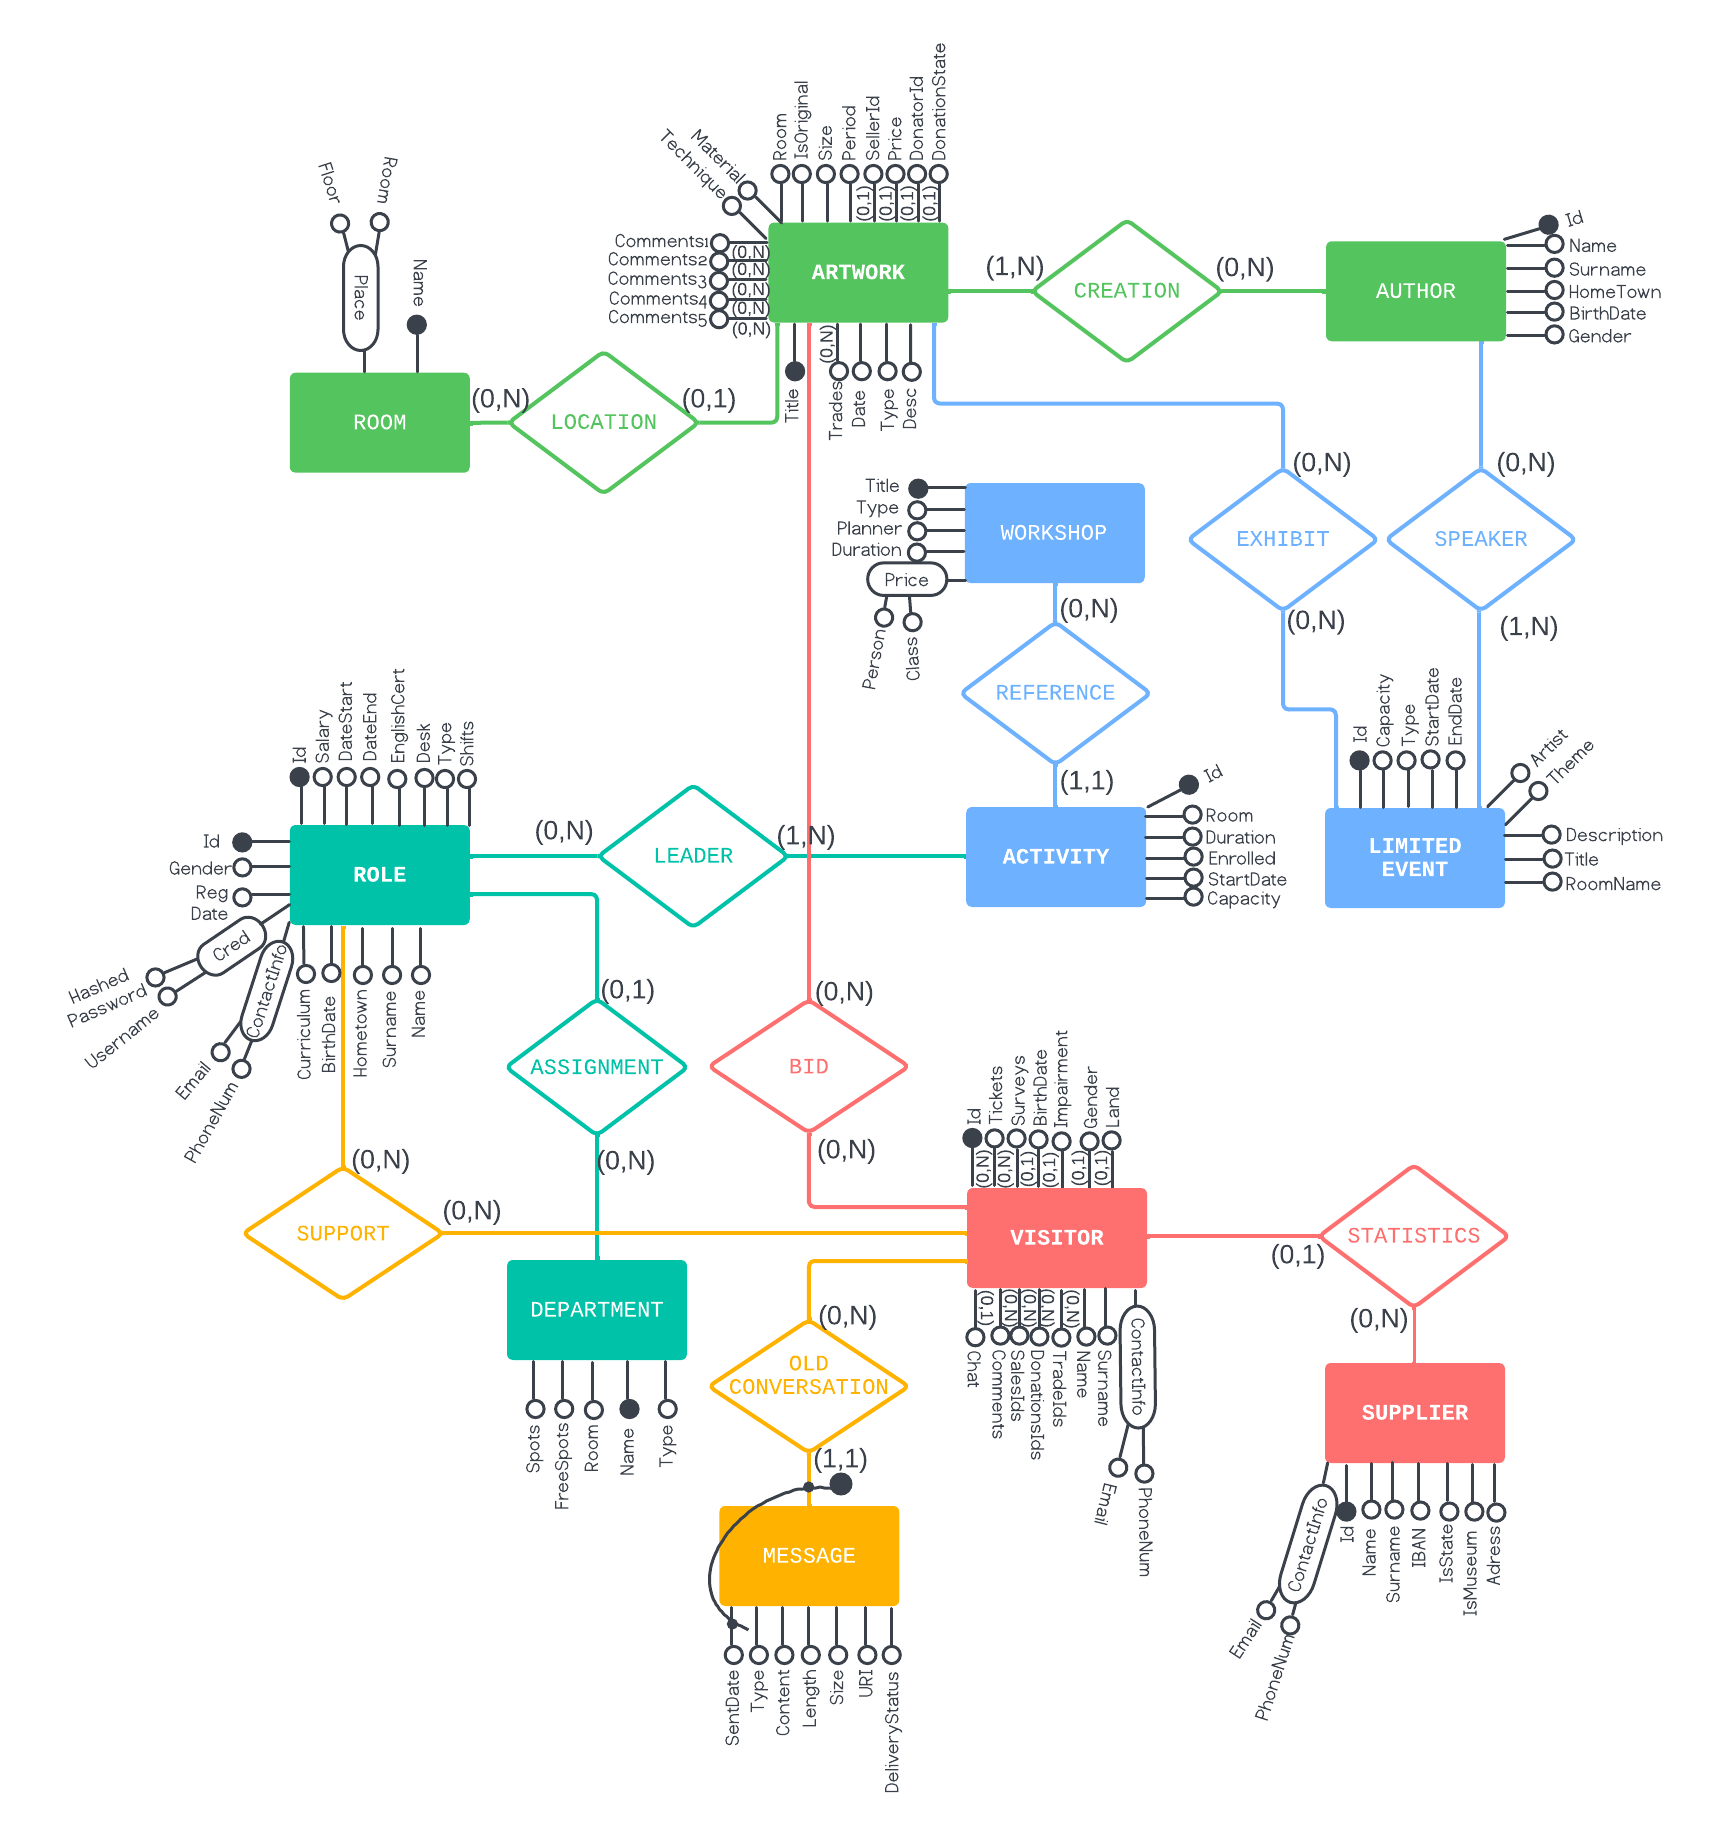 Room
IsOriginal
Size
Period
SellerId
Price
DonatorId
DonationState
(0,1)
(0,1)
(0,1)
(0,1)
Material
Technique
Comments1
Comments2
Comments3
Comments4
Comments5
(0,N)
(0,N)
(0,N)
(0,N)
(0,N)
ARTWORK
(1,N)
CREATION
(0,N)
AUTHOR
Id
Name
Surname
HomeTown
BirthDate
Gender
Floor
Room
Place
Name
ROOM
(0,N)
LOCATION
(0,1)
Title
(0,N)
Trades
Date
Type
Desc
Title
Type
Planner
Duration
Price
Person
Class
WORKSHOP
(0,N)
REFERENCE
(1,1)
(0,N)
EXHIBIT
(0,N)
(0,N)
SPEAKER
(1,N)
Id
Salary
DateStart
DateEnd
EnglishCert
Desk
Type
Shifts
Id
Gender
Reg
Date
Cred
Hashed
Password
Username
ContactInfo
Email
PhoneNum
ROLE
Curriculum
BirthDate
Hometown
Surname
Name
(0,N)
LEADER
(1,N)
ACTIVITY
Id
Room
Duration
Enrolled
StartDate
Capacity
Id
Capacity
Type
StartDate
EndDate
Artist
Theme
LIMITED
EVENT
Description
Title
RoomName
(0,1)
ASSIGNMENT
(0,N)
(0,N)
BID
(0,N)
(0,N)
SUPPORT
(0,N)
DEPARTMENT
Spots
FreeSpots
Room
Name
Type
Id
Tickets
Surveys
BirthDate
Impairment
Gender
Land
(0,N)
(0,N)
(0,1)
(0,1)
(0,1)
(0,1)
VISITOR
(0,1)
(0,N)
(0,N)
(0,N)
(0,N)
Chat
Comments
SalesIds
DonationsIds
TradeIds
Name
Surname
ContactInfo
Email
PhoneNum
(0,1)
STATISTICS
(0,N)
SUPPLIER
ContactInfo
Email
PhoneNum
Id
Name
Surname
IBAN
IsState
IsMuseum
Adress
(0,N)
OLD
CONVERSATION
(1,1)
MESSAGE
SentDate
Type
Content
Length
Size
URI
DeliveryStatus